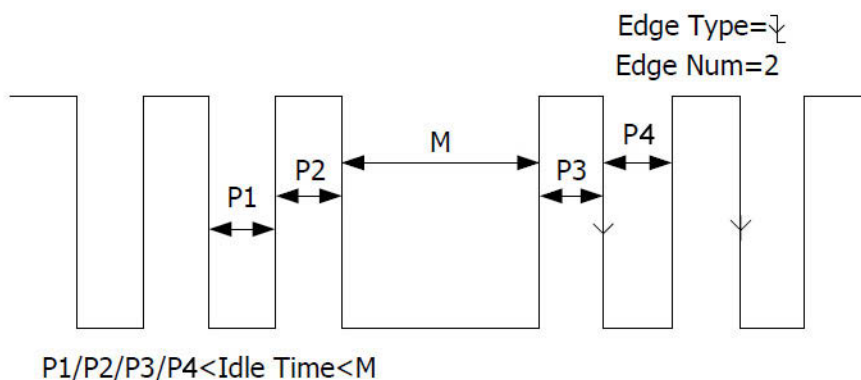 Edge Type=
Edge Num=2
M
P4
P2
P3
P1
P1/P2/P3/P4<Idle Time<M